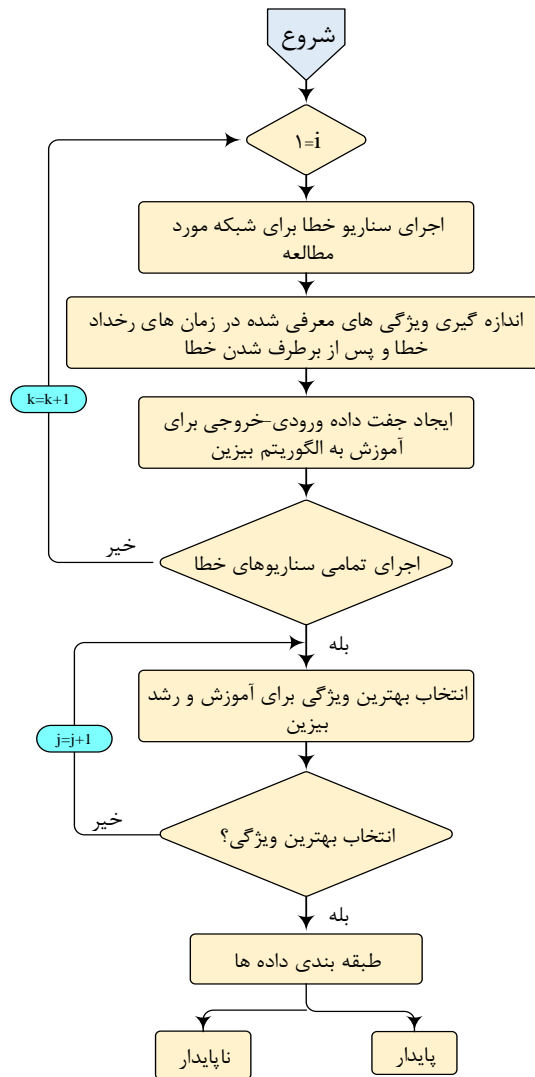 شروع
i=۱
اجرای سناریو خطا برای شبکه مورد
مطالعه
اندازه گیری ویژگی های معرفی شده در زمان های رخداد
خطا و پس از برطرف شدن خطا
k=k+1
ایجاد جفت داده ورودی-خروجی برای
آموزش به الگوریتم بیزین
خیر
اجرای تمامی سناریوهای خطا
بله
انتخاب بهترین ویژگی برای آموزش و رشد
بیزین
j=j+1
خیر
انتخاب بهترین ویژگی؟
بله
طبقه بندی داده ها
پایدار
ناپایدار